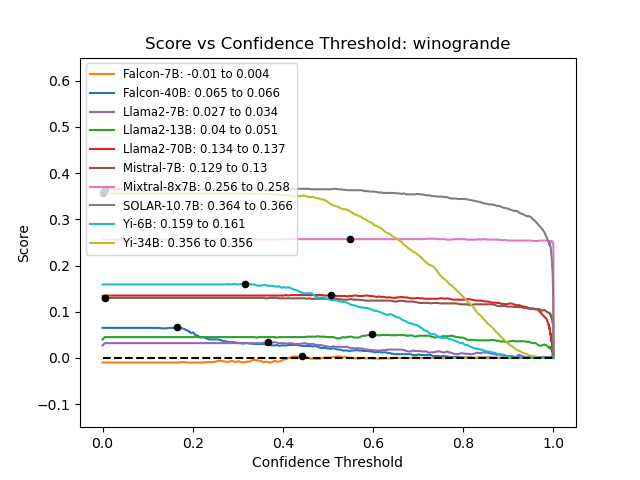 Score vs Confidence Threshold: winogrande
Falcon-7B: -0.01 to 0.004
Falcon-40B: 0.065 to 0.066
Llama2-7B: 0.027 to 0.034
Llama2-13B: 0.04 to 0.051
Llama2-70B: 0.134 to 0.137
Mistral-7B: 0.129 to 0.13
Mixtral-8x7B: 0.256 to 0.258
SOLAR-10.7B: 0.364 to 0.366
Yi-6B: 0.159 to 0.161
Yi-34B: 0.356 to 0.356
Score
0.6
0.5
0.4
0.3
0.2
0.1
0.0
−0.1
0.0 0.2 0.4 0.6 0.8 1.0
Confidence Threshold